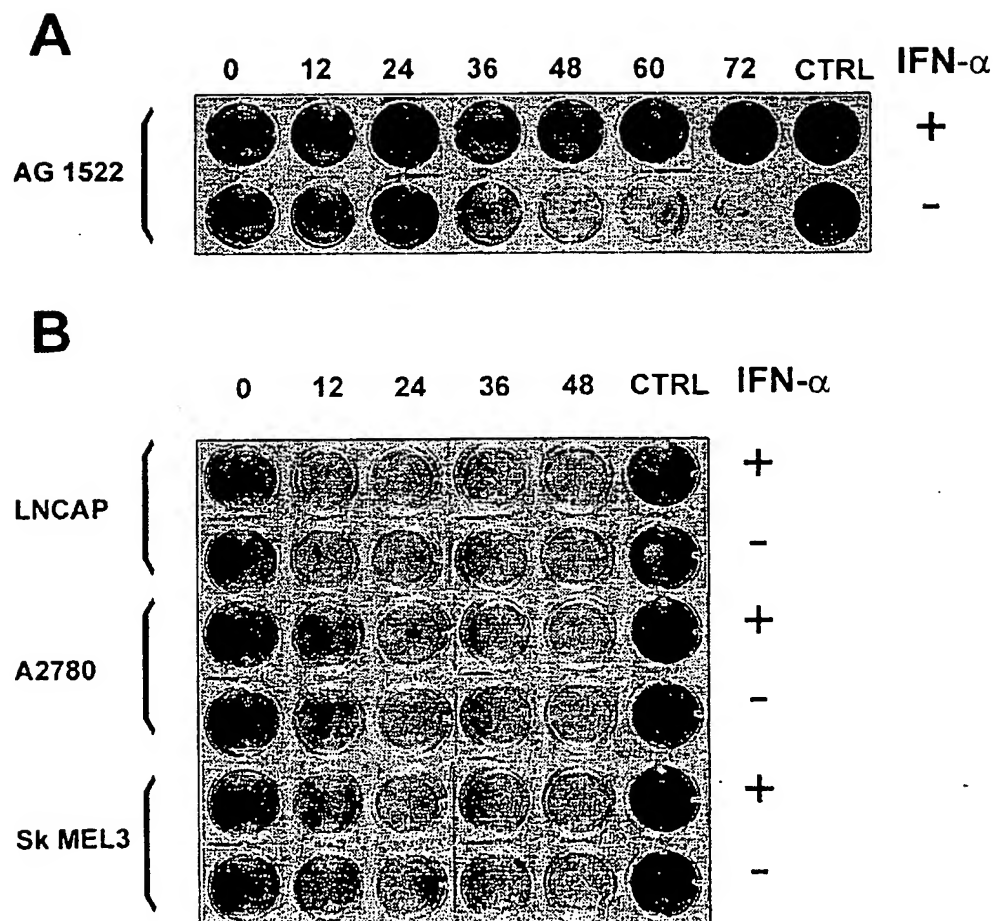 A
0 12 24 36 48 60 72 CTRL IFN-α
AG 1522
+
-
B
0 12 24 36 48 CTRL IFN-α
LNCAP
+
-
A2780
+
-
Sk MEL3
+
-